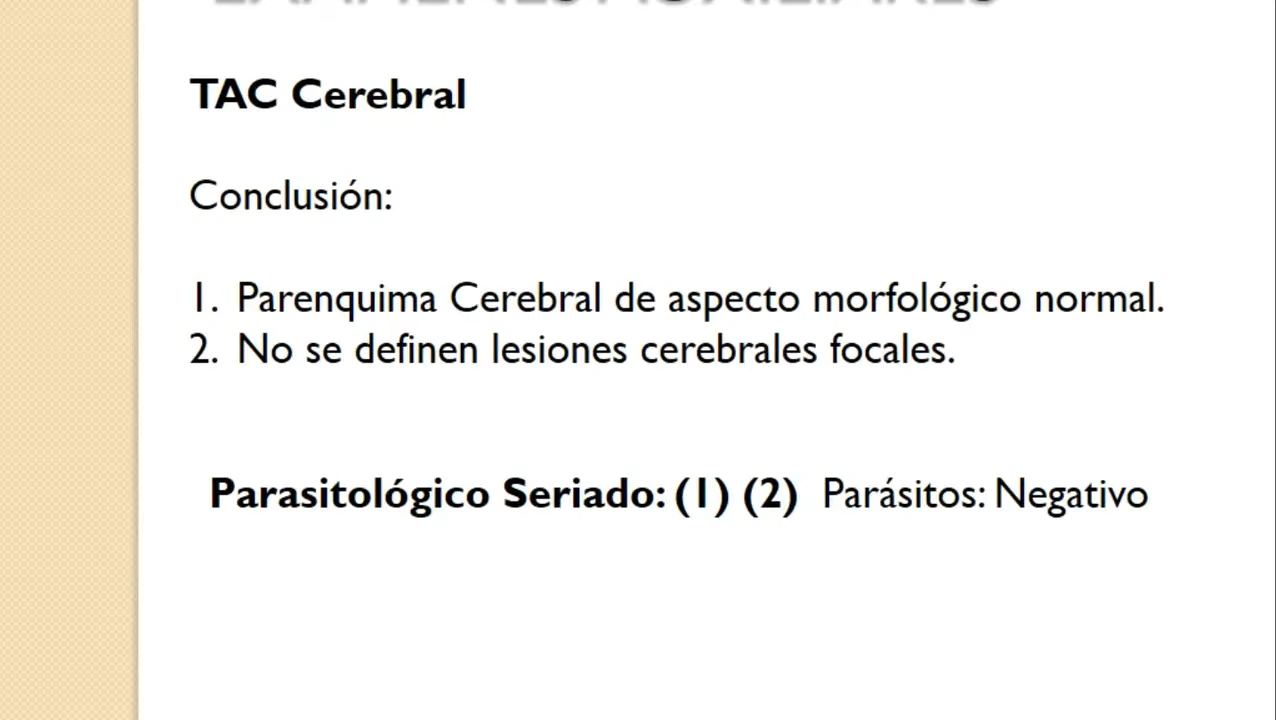 TAC Cerebral
Conclusión:
1. Parenquima Cerebral de aspecto morfológico normal.
2. No se definen lesiones cerebrales focales.
Parasitológico Seriado: (1) (2) Parásitos: Negativo